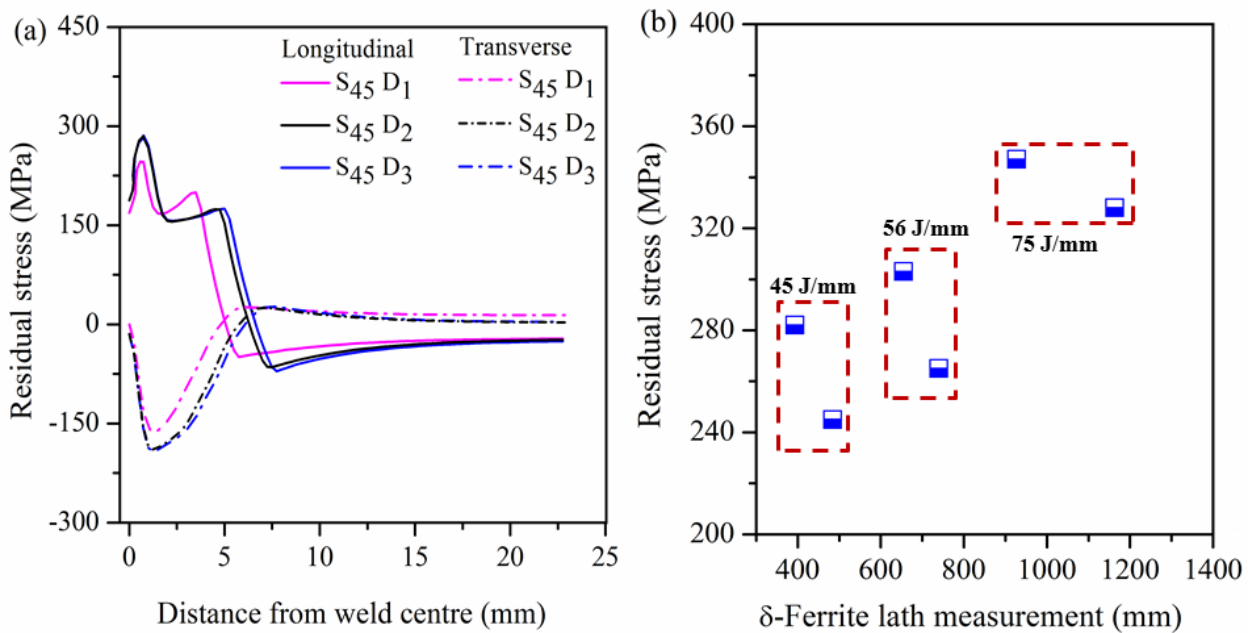 (a)
450
300
150
0
-150
-300
Residual stress (MPa)
Longitudinal Transverse
S45 D1 S45 D1
S45 D2 S45 D2
S45 D3 S45 D3
0 5 10 15 20 25
Distance from weld centre (mm)
(b)
400
360
320
280
240
200
Residual stress (MPa)
45 J/mm
56 J/mm
75 J/mm
400 600 800 1000 1200 1400
δ-Ferrite lath measurement (mm)